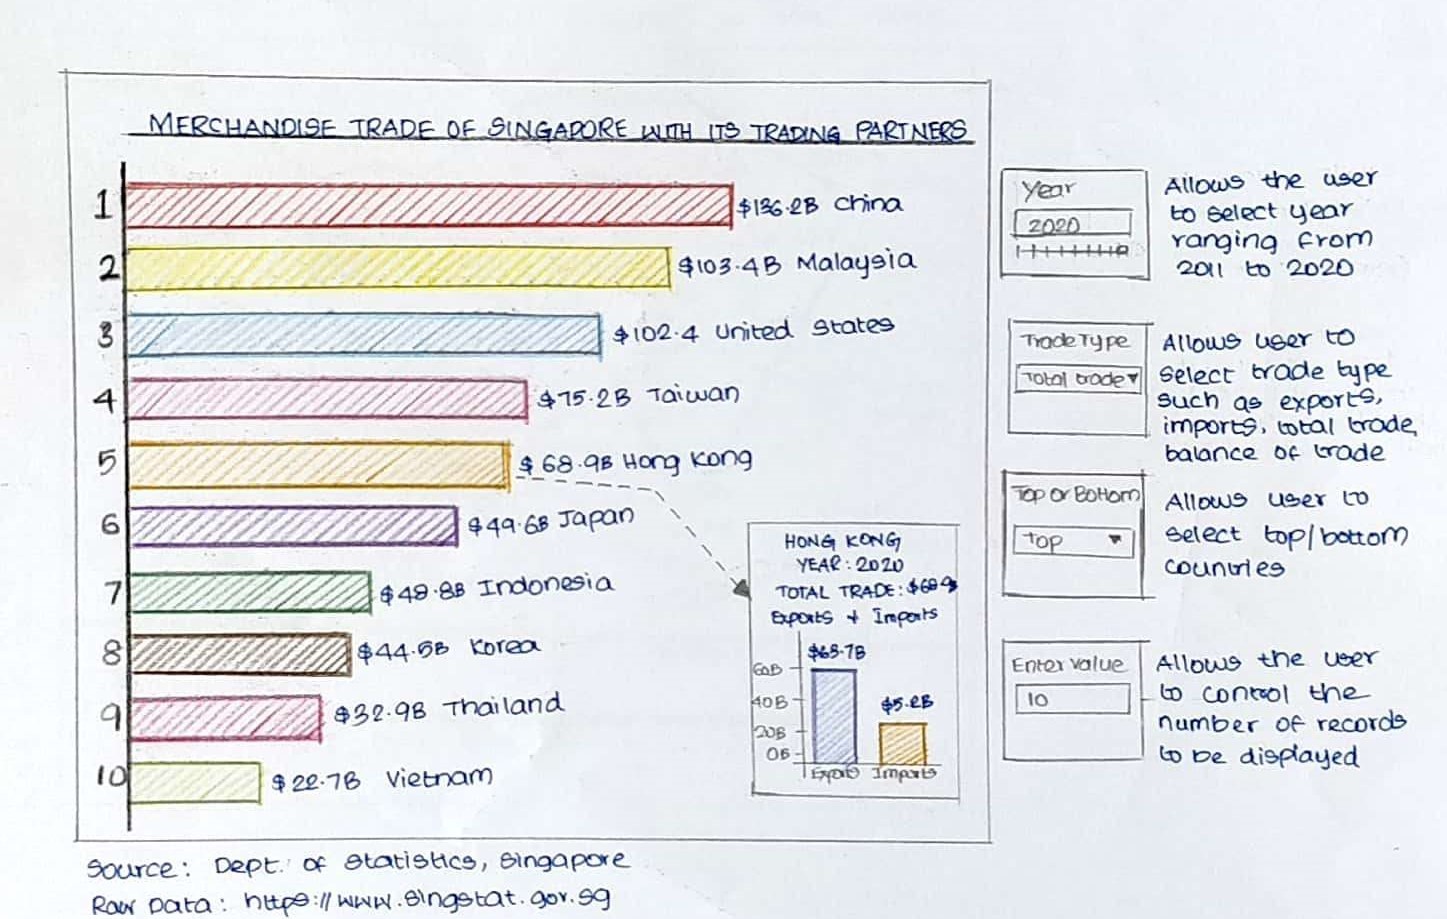 MERCHANDISE TRADE OF SINGAPORE WITH ITS TRADING PARTNERS
1 $136.2B China
2 $103.4B Malaysia
3 $102.4 United States
4 $75.2B Taiwan
5 $68.9B Hong Kong
6 $49.6B Japan
7 $48.8B Indonesia
8 $44.5B Korea
9 $32.9B Thailand
10 $22.7B Vietnam
HONG KONG
YEAR: 2020
TOTAL TRADE: $68.9
Exports + Imports
$63.7B
60B
40B
$5.2B
20B
0B
Exports Imports
Year
2020
Allows the user
to select year
ranging from
2011 to 2020
Trade Type
Total trade
Allows user to
select trade type
such as exports,
imports, total trade,
balance of trade
Top or Bottom
Top
Allows user to
select top/bottom
countries
Enter value
10
Allows the user
to control the
number of records
to be displayed
Source: Dept. of Statistics, Singapore
Raw Data: https://www.singstat.gov.sg